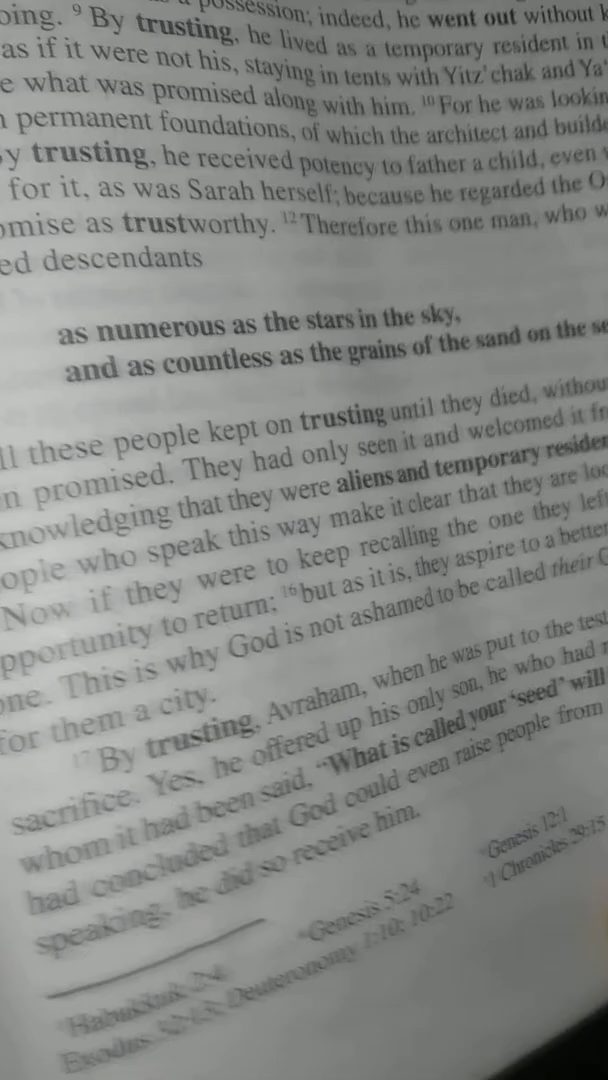 possession; indeed, he went out without
oing. ⁹ By trusting, he lived as a temporary resident in
as if it were not his, staying in tents with Yitz'chak and Ya'
e what was promised along with him. ¹⁰ For he was lookin
n permanent foundations, of which the architect and builde
By trusting, he received potency to father a child, even
for it, as was Sarah herself; because he regarded the O
omise as trustworthy. ¹² Therefore this one man, who w
ed descendants
as numerous as the stars in the sky,
and as countless as the grains of the sand on the se
ll these people kept on trusting until they died, withou
n promised. They had only seen it and welcomed it fr
knowledging that they were aliens and temporary residen
ople who speak this way make it clear that they are loo
Now if they were to keep recalling the one they left
pportunity to return; ¹⁶ but as it is, they aspire to a better
one. This is why God is not ashamed to be called their G
for them a city.
¹⁷ By trusting, Avraham, when he was put to the test
sacrifice. Yes, he offered up his only son, he who had r
whom it had been said, "What is called your 'seed' will
had concluded that God could even raise people from
speaking, he did so receive him.
Habakkuk 2:4 Genesis 5:24 Genesis 12:1
Exodus Deuteronomy 1:10; 10:22 1 Chronicles 29:15